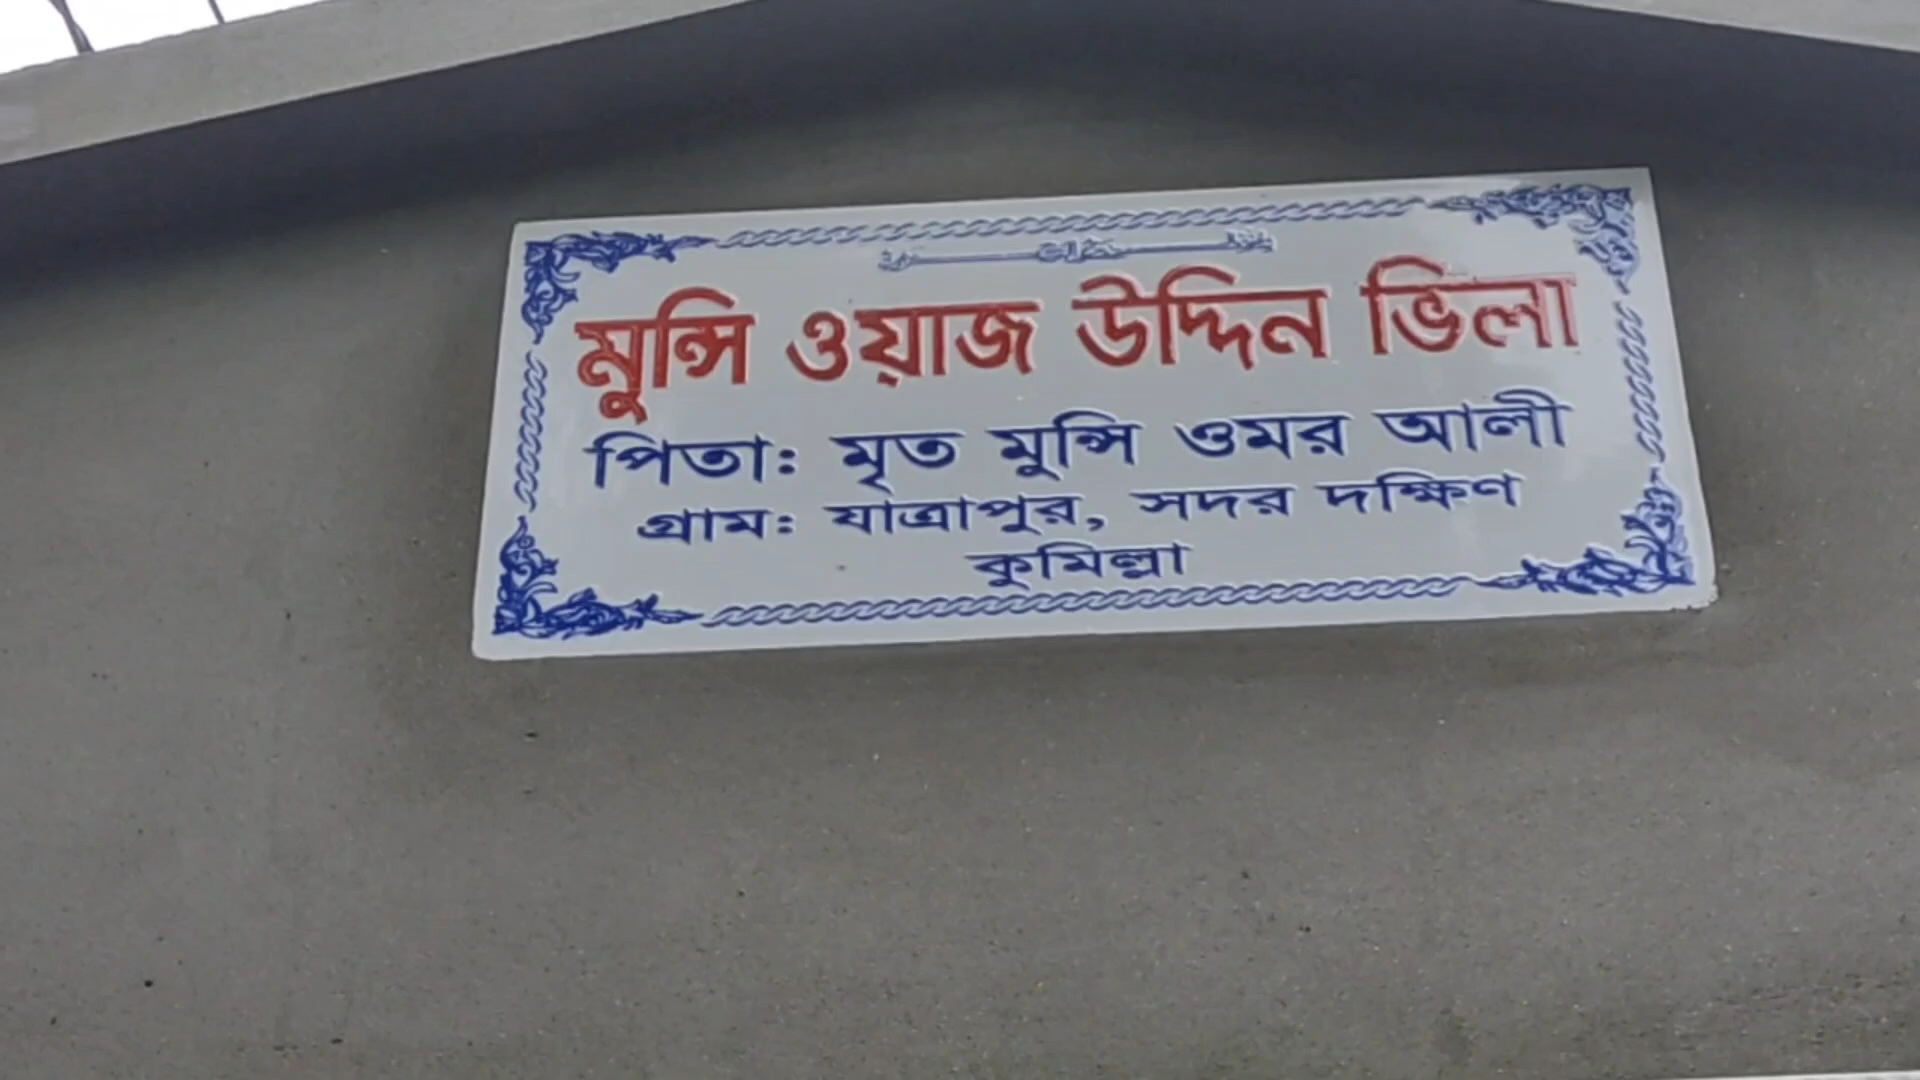 মুন্সি ওয়াজ উদ্দিন ভিলা
পিতা: মৃত মুন্সি ওমর আলী
গ্রাম: যাত্রাপুর, সদর দক্ষিণ
কুমিল্লা